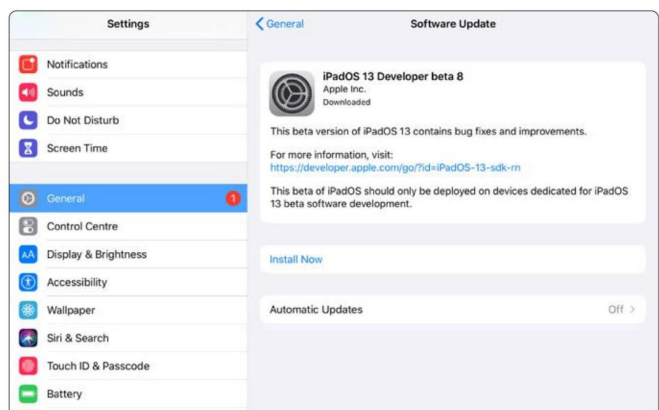 Settings
Notifications
Sounds
Do Not Disturb
Screen Time
General 1
Control Centre
AA Display & Brightness
Accessibility
Wallpaper
Siri & Search
Touch ID & Passcode
Battery
General
Software Update
iPadOS 13 Developer beta 8
Apple Inc.
Downloaded
This beta version of iPadOS 13 contains bug fixes and improvements.
For more information, visit:
https://developer.apple.com/go/?id=iPadOS-13-sdk-rn
This beta of iPadOS should only be deployed on devices dedicated for iPadOS
13 beta software development.
Install Now
Automatic Updates Off